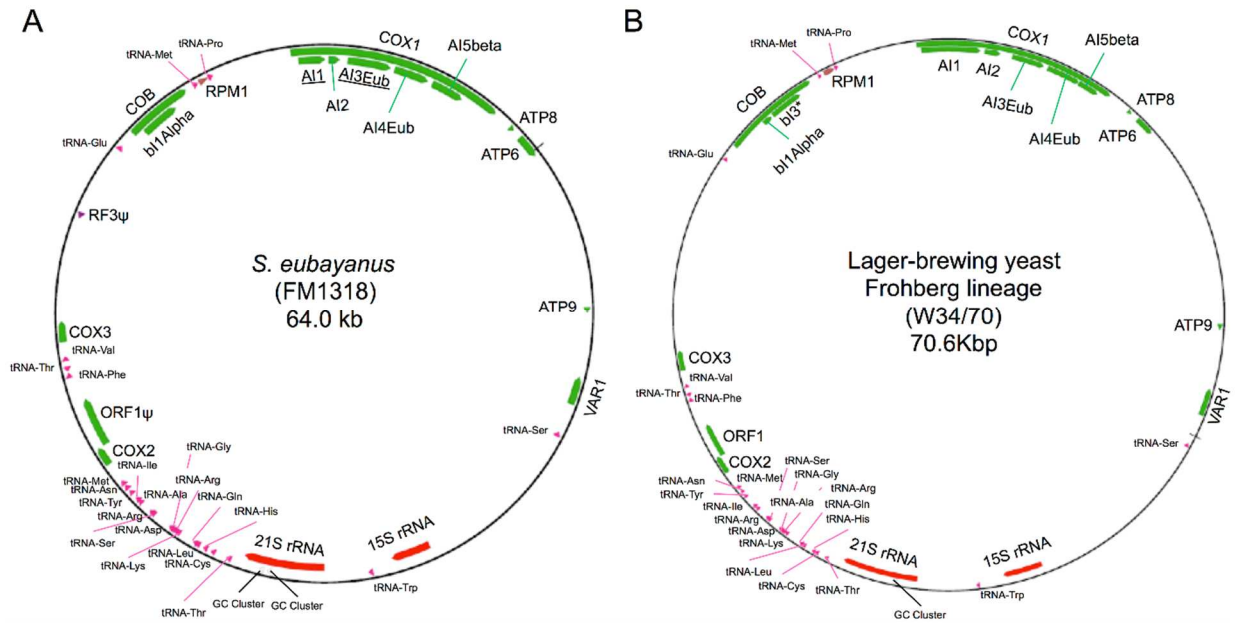 A
tRNA-Pro
tRNA-Met
RPM1
COX1
AI5beta
AI1
AI3Eub
AI2
AI4Eub
COB
bI1Alpha
ATP8
ATP6
tRNA-Glu
RF3ψ
S. eubayanus
(FM1318)
64.0 kb
ATP9
COX3
tRNA-Val
tRNA-Thr
tRNA-Phe
VAR1
ORF1ψ
tRNA-Ser
COX2
tRNA-Gly
tRNA-Ile
tRNA-Met
tRNA-Arg
tRNA-Asn
tRNA-Ala
tRNA-Gln
tRNA-Tyr
tRNA-Arg
tRNA-His
tRNA-Asp
tRNA-Ser
21S rRNA
15S rRNA
tRNA-Leu
tRNA-Lys
tRNA-Cys
tRNA-Trp
GC Cluster
GC Cluster
tRNA-Thr
B
tRNA-Pro
tRNA-Met
RPM1
COX1
AI5beta
AI1
AI2
AI3Eub
AI4Eub
COB
bI3*
bI1Alpha
ATP8
ATP6
tRNA-Glu
Lager-brewing yeast
Frohberg lineage
(W34/70)
70.6Kbp
ATP9
COX3
tRNA-Val
tRNA-Thr
tRNA-Phe
VAR1
ORF1
tRNA-Ser
COX2
tRNA-Ser
tRNA-Met
tRNA-Gly
tRNA-Asn
tRNA-Arg
tRNA-Tyr
tRNA-Ala
tRNA-Ile
tRNA-Gln
tRNA-Arg
tRNA-His
tRNA-Asp
tRNA-Lys
21S rRNA
15S rRNA
tRNA-Leu
tRNA-Cys
tRNA-Thr
tRNA-Trp
GC Cluster